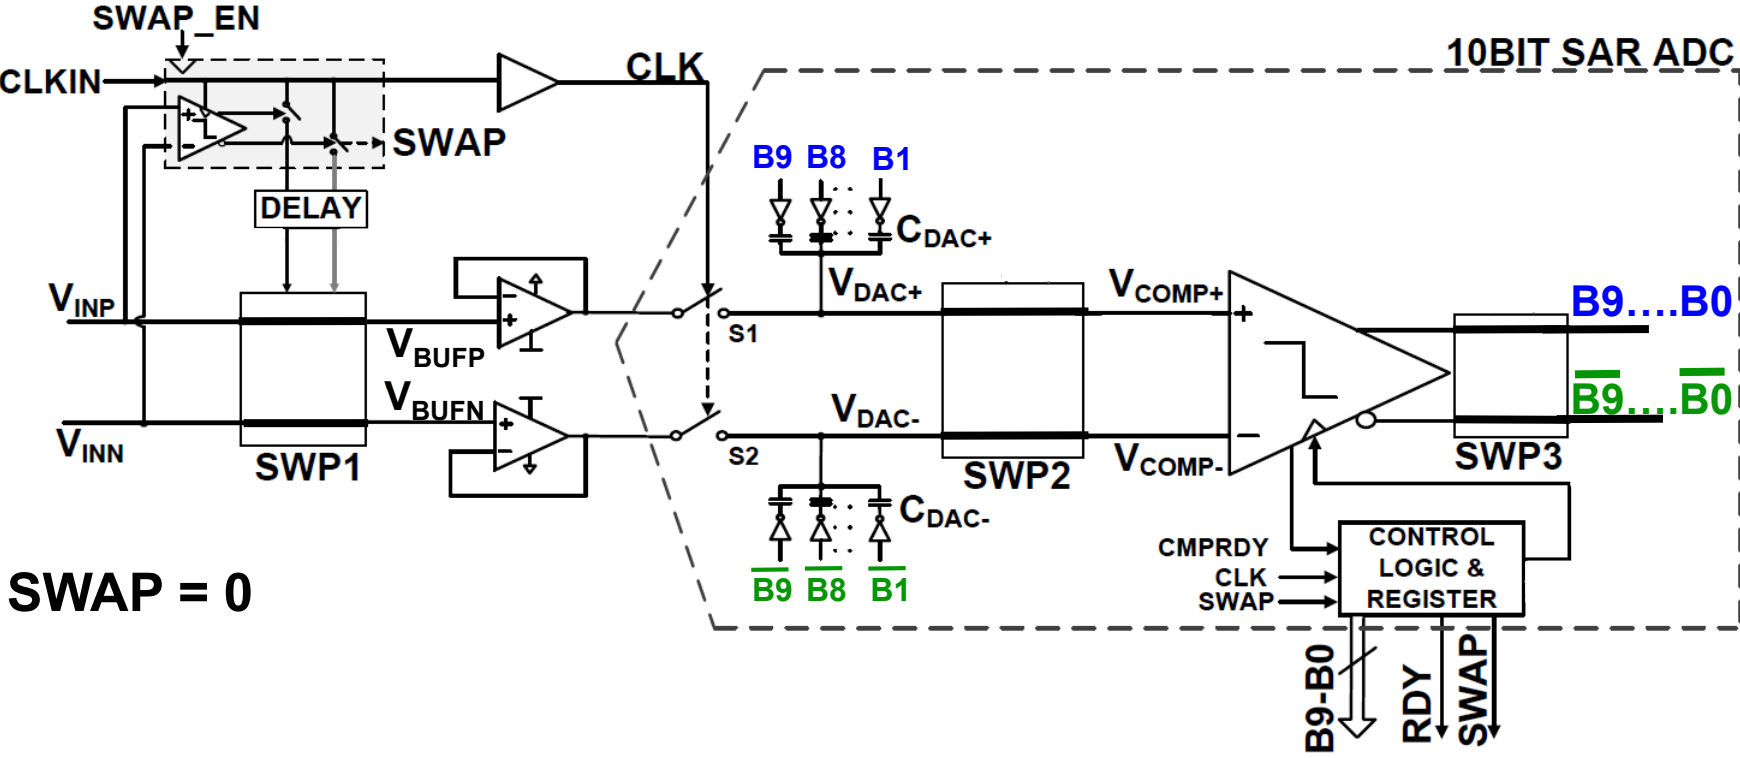 SWAP_EN
10BIT SAR ADC
CLKIN
CLK
SWAP
B9 B8 B1
DELAY
CDAC+
VINP
VDAC+
VCOMP+
B9....B0
+
-
S1
VBUFP
VBUFN
VDAC-
B9....B0
VINN
S2
SWP1
SWP2
VCOMP-
SWP3
CDAC-
CMPRDY
CLK
SWAP
CONTROL
LOGIC &
REGISTER
B9 B8 B1
SWAP = 0
B9-B0
RDY
SWAP